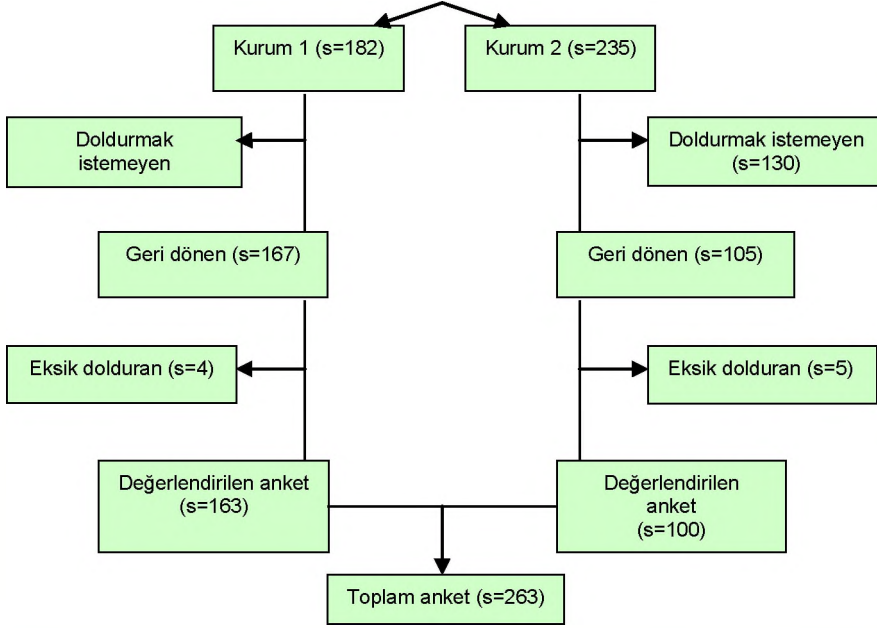 Kurum 1 (s=182)
Kurum 2 (s=235)
Doldurmak
istemeyen
Doldurmak istemeyen
(s=130)
Geri dönen (s=167)
Geri dönen (s=105)
Eksik dolduran (s=4)
Eksik dolduran (s=5)
Değerlendirilen anket
(s=163)
Değerlendirilen
anket
(s=100)
Toplam anket (s=263)